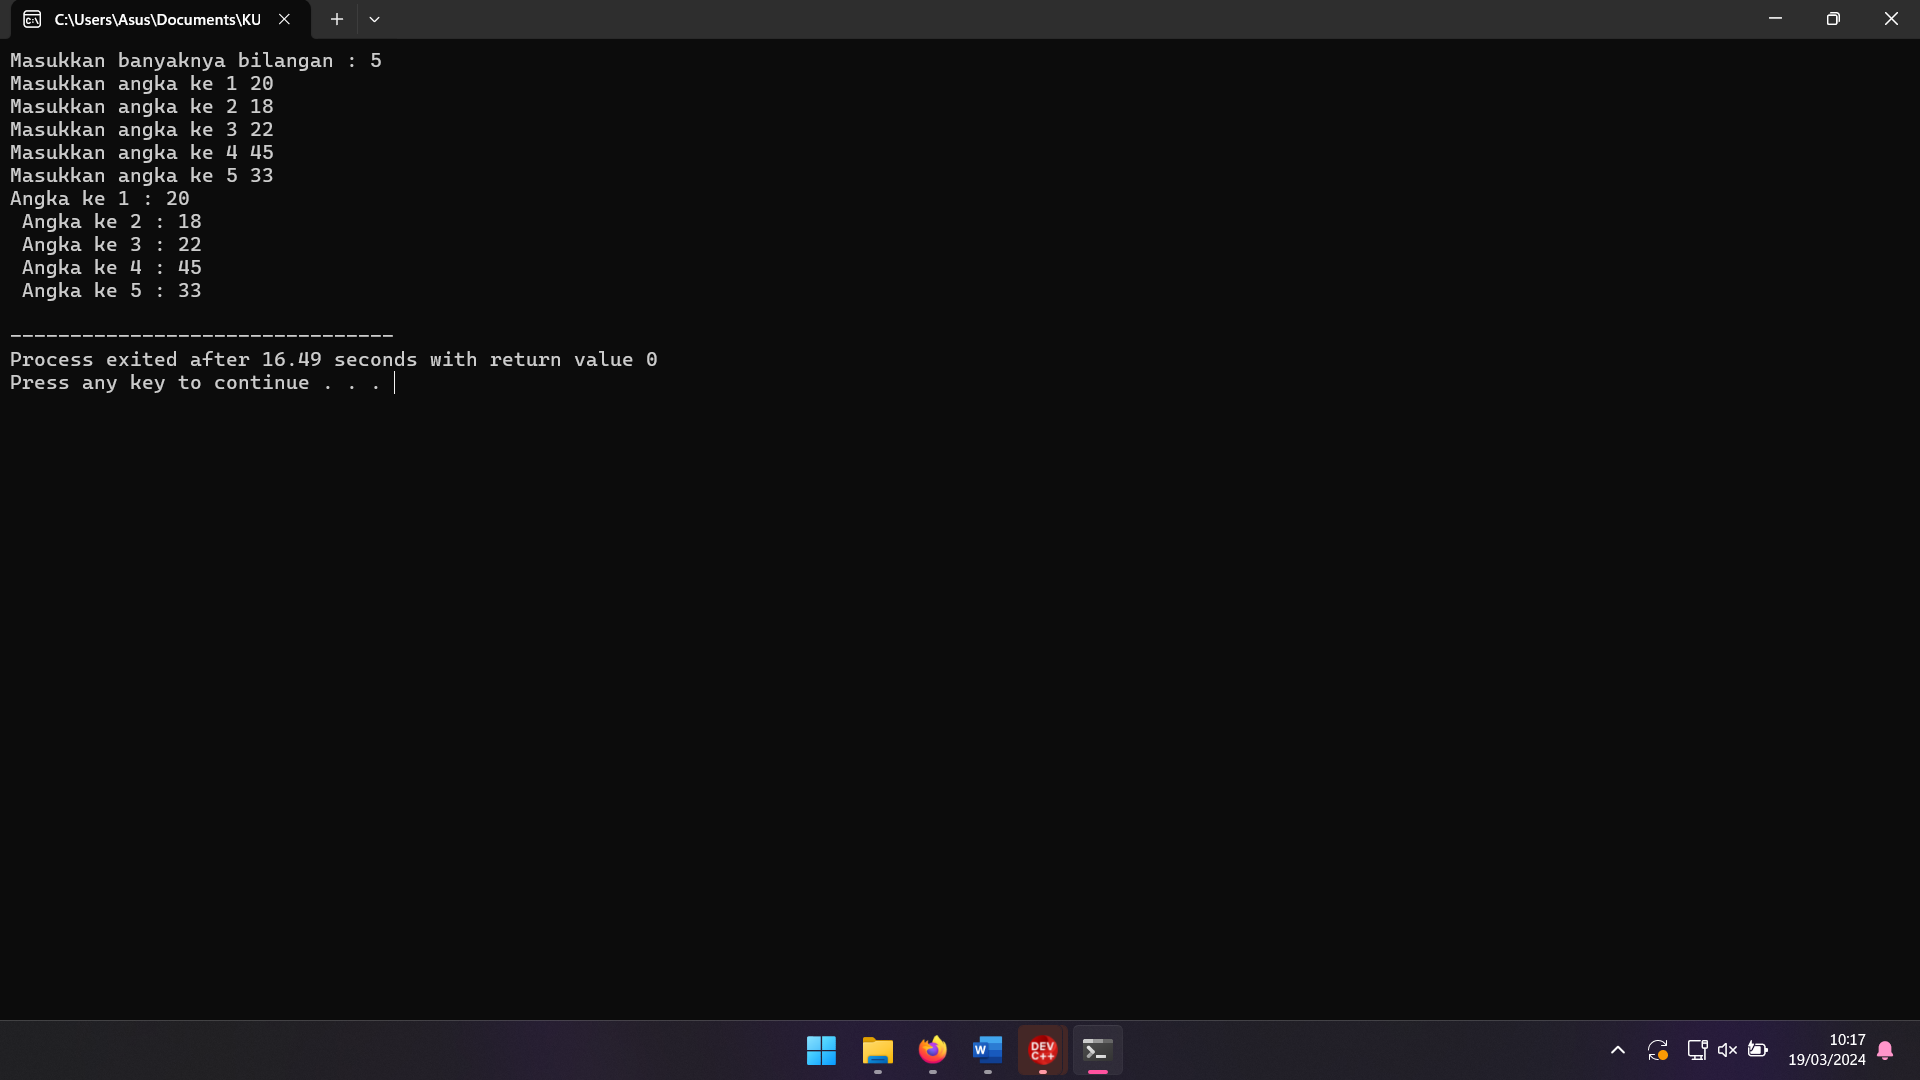 C:\Users\Asus\Documents\KU
Masukkan banyaknya bilangan : 5
Masukkan angka ke 1 20
Masukkan angka ke 2 18
Masukkan angka ke 3 22
Masukkan angka ke 4 45
Masukkan angka ke 5 33
Angka ke 1 : 20
 Angka ke 2 : 18
 Angka ke 3 : 22
 Angka ke 4 : 45
 Angka ke 5 : 33
--------------------------------
Process exited after 16.49 seconds with return value 0
Press any key to continue . . .
W
DEV
C++
10:17
19/03/2024